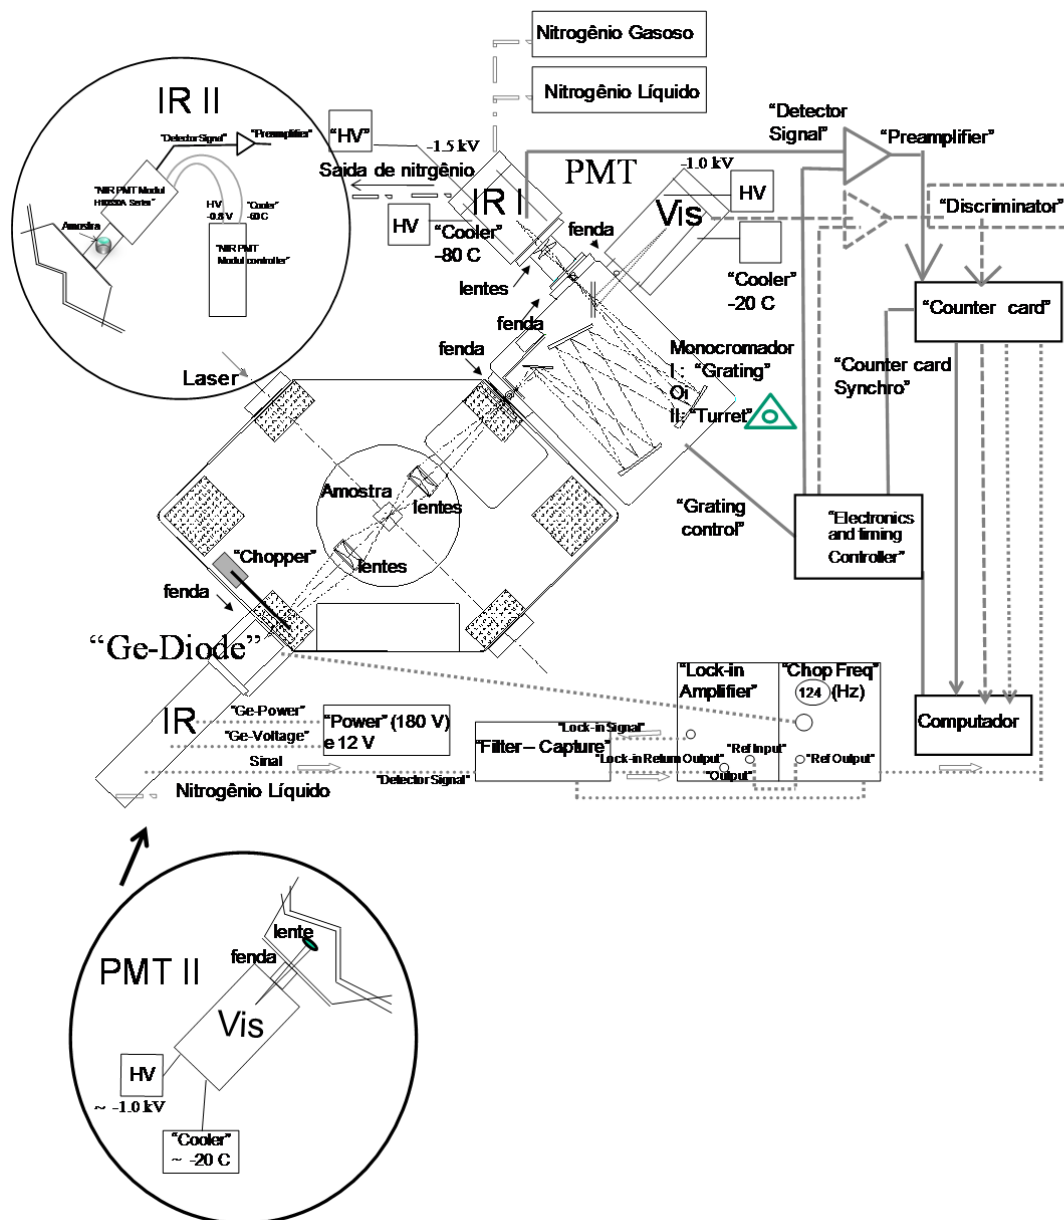 Nitrogênio Gasoso
Nitrogênio Líquido
IR II
“Detector Signal”
“Preamplifier”
“NIR PMT Modul
H10330A Series”
Amostra
HV
-0.8 V
“Cooler”
-60 C
“NIR PMT
Modul controller”
“HV”
-1.5 kV
Saida de nitrgênio
IR I
HV
“Cooler”
-80 C
lentes
fenda
PMT
-1.0 kV
HV
Vis
fenda
“Cooler”
-20 C
“Detector
Signal”
“Preamplifier”
“Discriminator”
“Counter card”
“Counter card
Synchro”
Monocromador
I : “Grating”
Oi
II: “Turret”
fenda
Laser
Amostra
lentes
lentes
“Chopper”
fenda
“Grating
control”
“Electronics
and timing
Controller”
“Ge-Diode”
IR
“Ge-Power”
“Ge-Voltage”
Sinal
“Power” (180 V)
e 12 V
Nitrogênio Líquido
“Detector Signal”
“Filter – Capture”
“Lock-in Signal”
“Lock-in Return Output”
“Lock-in
Amplifier”
“Chop Freq”
124 (Hz)
“Ref Input”
“Output”
“Ref Output”
Computador
PMT II
lente
fenda
Vis
HV
~ -1.0 kV
“Cooler”
~ -20 C